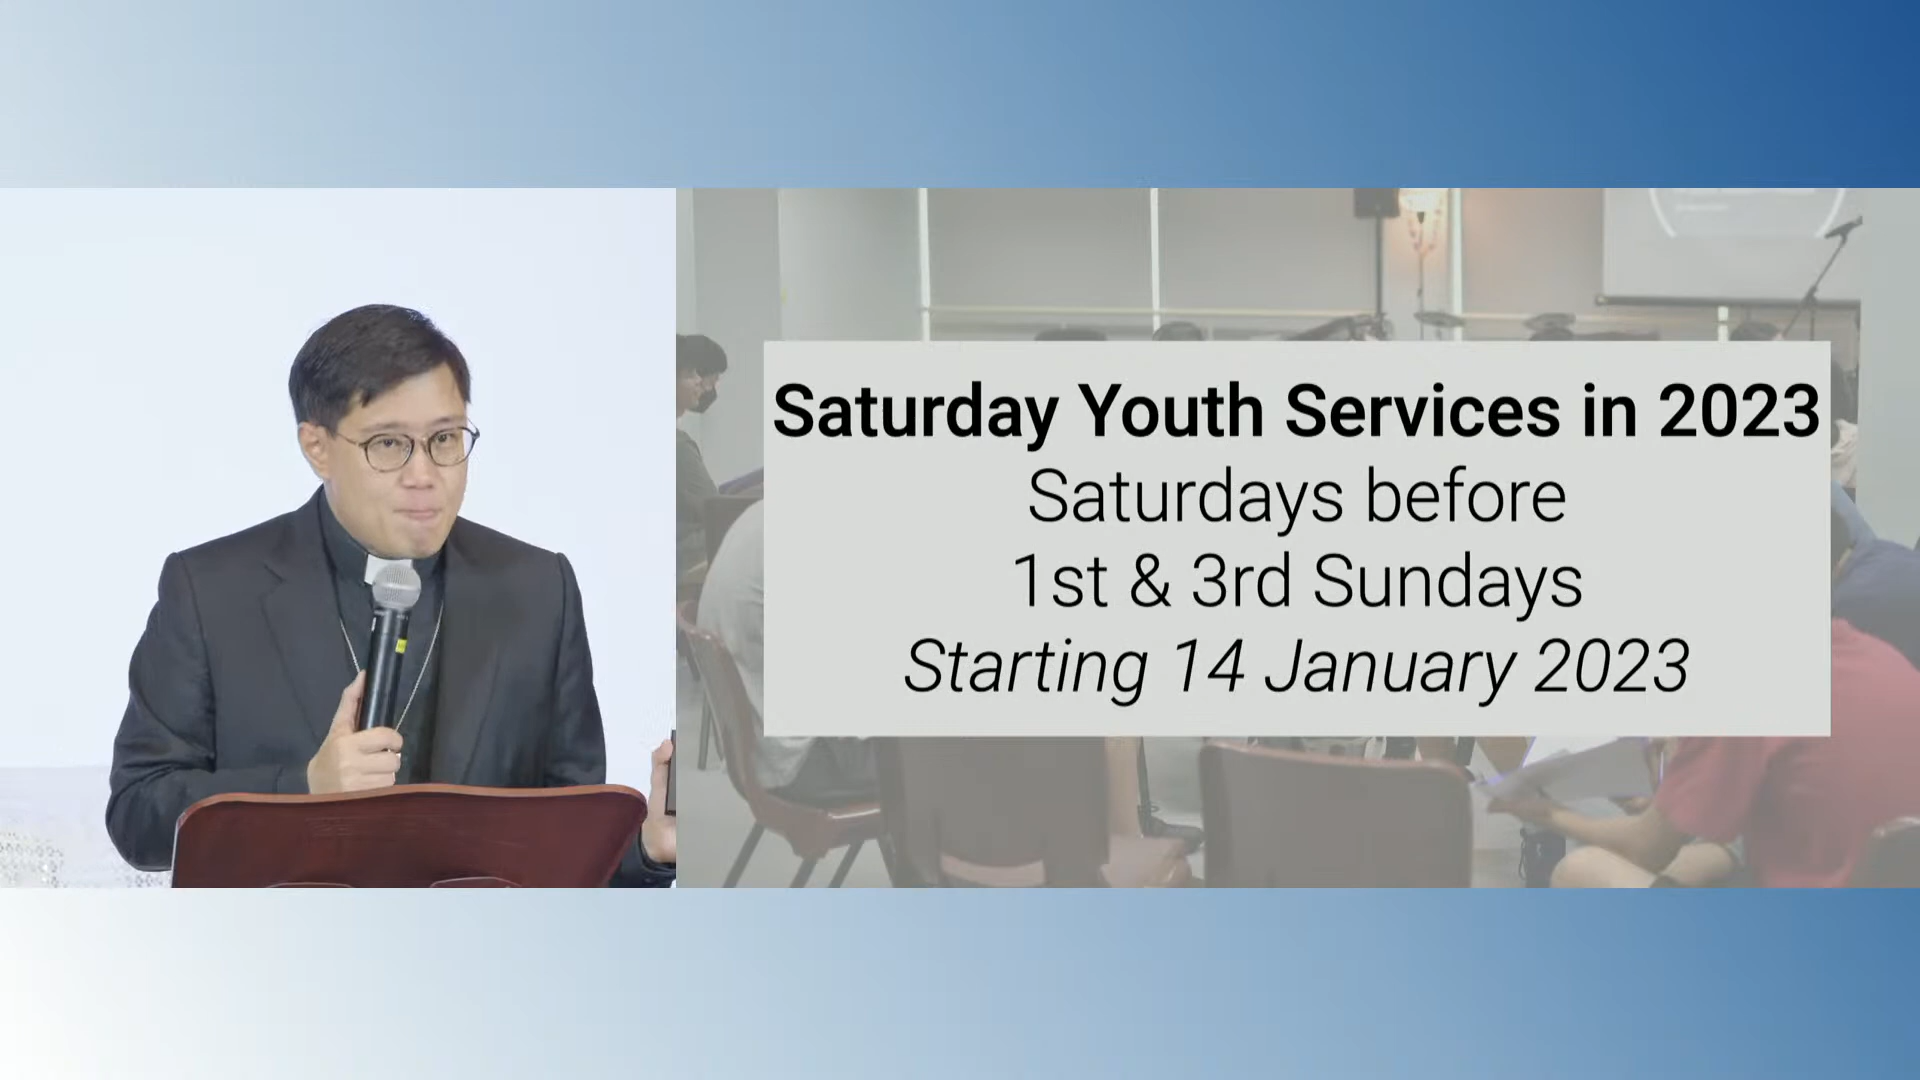 Saturday Youth Services in 2023
Saturdays before
1st & 3rd Sundays
Starting 14 January 2023